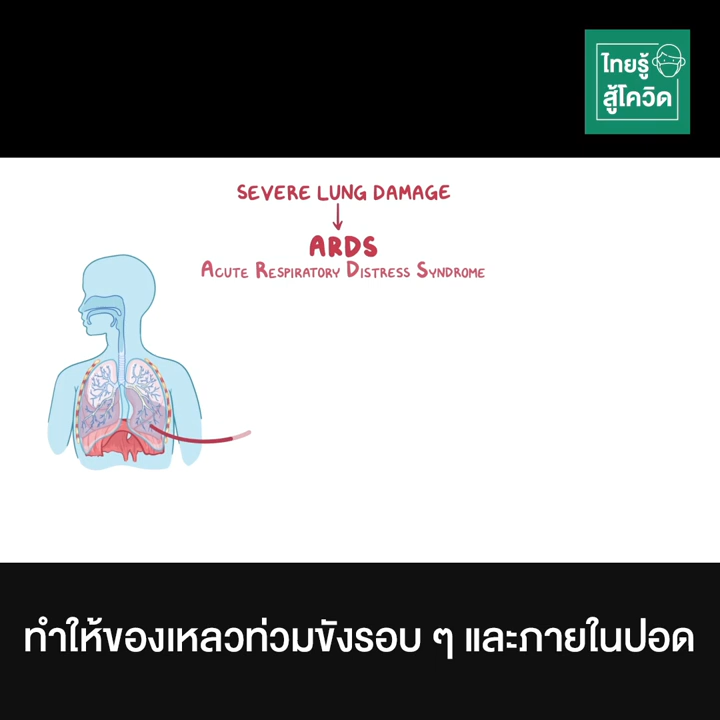 ไทยรู้
สู้โควิด
SEVERE LUNG DAMAGE
ARDS
ACUTE RESPIRATORY DISTRESS SYNDROME
ทำให้ของเหลวท่วมขังรอบ ๆ และภายในปอด